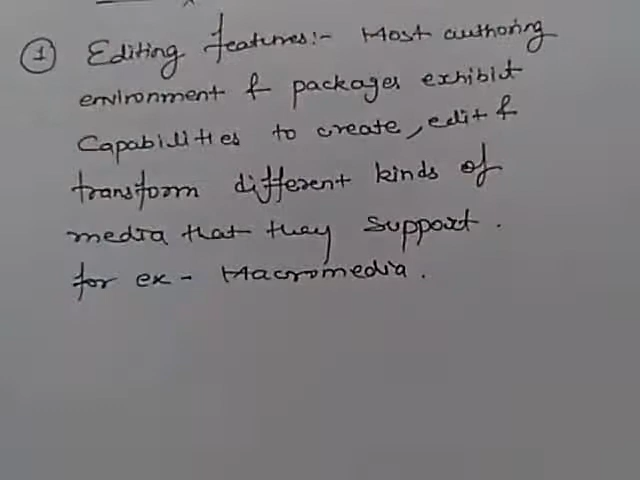 ① Editing features:- Most authoring
environment & packages exhibit
Capabilities to create, edit &
transform different kinds of
media that they support.
for ex - Macromedia.